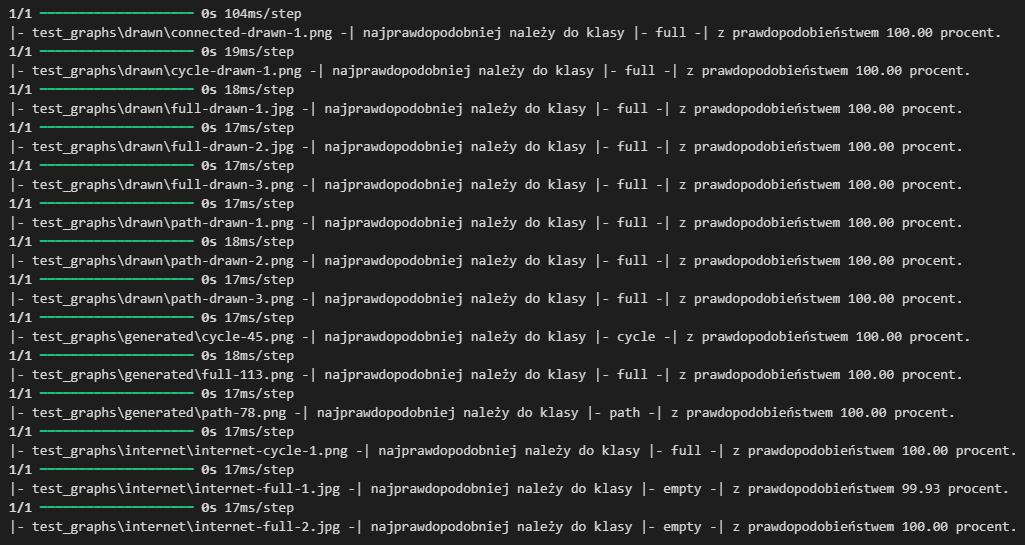 1/1 ━━━━━━━━━━━━━━━━━━━━ 0s 104ms/step
|- test_graphs\drawn\connected-drawn-1.png -| najprawdopodobniej należy do klasy |- full -| z prawdopodobieństwem 100.00 procent.
1/1 ━━━━━━━━━━━━━━━━━━━━ 0s 19ms/step
|- test_graphs\drawn\cycle-drawn-1.png -| najprawdopodobniej należy do klasy |- full -| z prawdopodobieństwem 100.00 procent.
1/1 ━━━━━━━━━━━━━━━━━━━━ 0s 18ms/step
|- test_graphs\drawn\full-drawn-1.jpg -| najprawdopodobniej należy do klasy |- full -| z prawdopodobieństwem 100.00 procent.
1/1 ━━━━━━━━━━━━━━━━━━━━ 0s 17ms/step
|- test_graphs\drawn\full-drawn-2.jpg -| najprawdopodobniej należy do klasy |- full -| z prawdopodobieństwem 100.00 procent.
1/1 ━━━━━━━━━━━━━━━━━━━━ 0s 17ms/step
|- test_graphs\drawn\full-drawn-3.png -| najprawdopodobniej należy do klasy |- full -| z prawdopodobieństwem 100.00 procent.
1/1 ━━━━━━━━━━━━━━━━━━━━ 0s 17ms/step
|- test_graphs\drawn\path-drawn-1.png -| najprawdopodobniej należy do klasy |- full -| z prawdopodobieństwem 100.00 procent.
1/1 ━━━━━━━━━━━━━━━━━━━━ 0s 18ms/step
|- test_graphs\drawn\path-drawn-2.png -| najprawdopodobniej należy do klasy |- full -| z prawdopodobieństwem 100.00 procent.
1/1 ━━━━━━━━━━━━━━━━━━━━ 0s 17ms/step
|- test_graphs\drawn\path-drawn-3.png -| najprawdopodobniej należy do klasy |- full -| z prawdopodobieństwem 100.00 procent.
1/1 ━━━━━━━━━━━━━━━━━━━━ 0s 17ms/step
|- test_graphs\generated\cycle-45.png -| najprawdopodobniej należy do klasy |- cycle -| z prawdopodobieństwem 100.00 procent.
1/1 ━━━━━━━━━━━━━━━━━━━━ 0s 18ms/step
|- test_graphs\generated\full-113.png -| najprawdopodobniej należy do klasy |- full -| z prawdopodobieństwem 100.00 procent.
1/1 ━━━━━━━━━━━━━━━━━━━━ 0s 17ms/step
|- test_graphs\generated\path-78.png -| najprawdopodobniej należy do klasy |- path -| z prawdopodobieństwem 100.00 procent.
1/1 ━━━━━━━━━━━━━━━━━━━━ 0s 17ms/step
|- test_graphs\internet\internet-cycle-1.png -| najprawdopodobniej należy do klasy |- full -| z prawdopodobieństwem 100.00 procent.
1/1 ━━━━━━━━━━━━━━━━━━━━ 0s 17ms/step
|- test_graphs\internet\internet-full-1.jpg -| najprawdopodobniej należy do klasy |- empty -| z prawdopodobieństwem 99.93 procent.
1/1 ━━━━━━━━━━━━━━━━━━━━ 0s 17ms/step
|- test_graphs\internet\internet-full-2.jpg -| najprawdopodobniej należy do klasy |- empty -| z prawdopodobieństwem 100.00 procent.